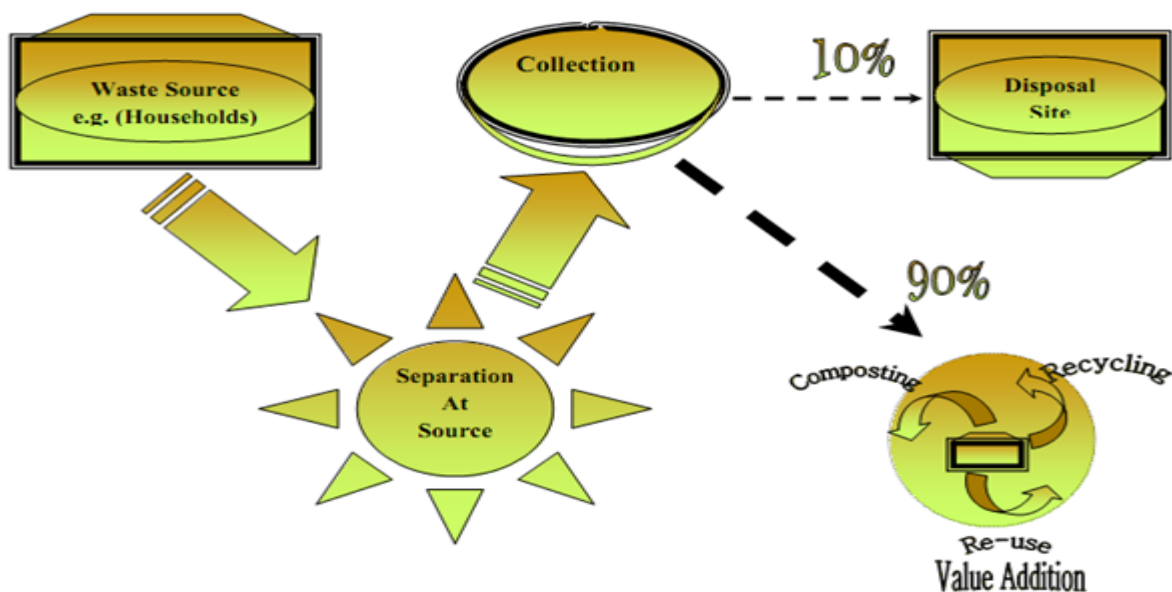 Waste Source
e.g. (Households)
Collection
10%
Disposal
Site
90%
Separation
At
Source
Composting
Recycling
Re-use
Value Addition